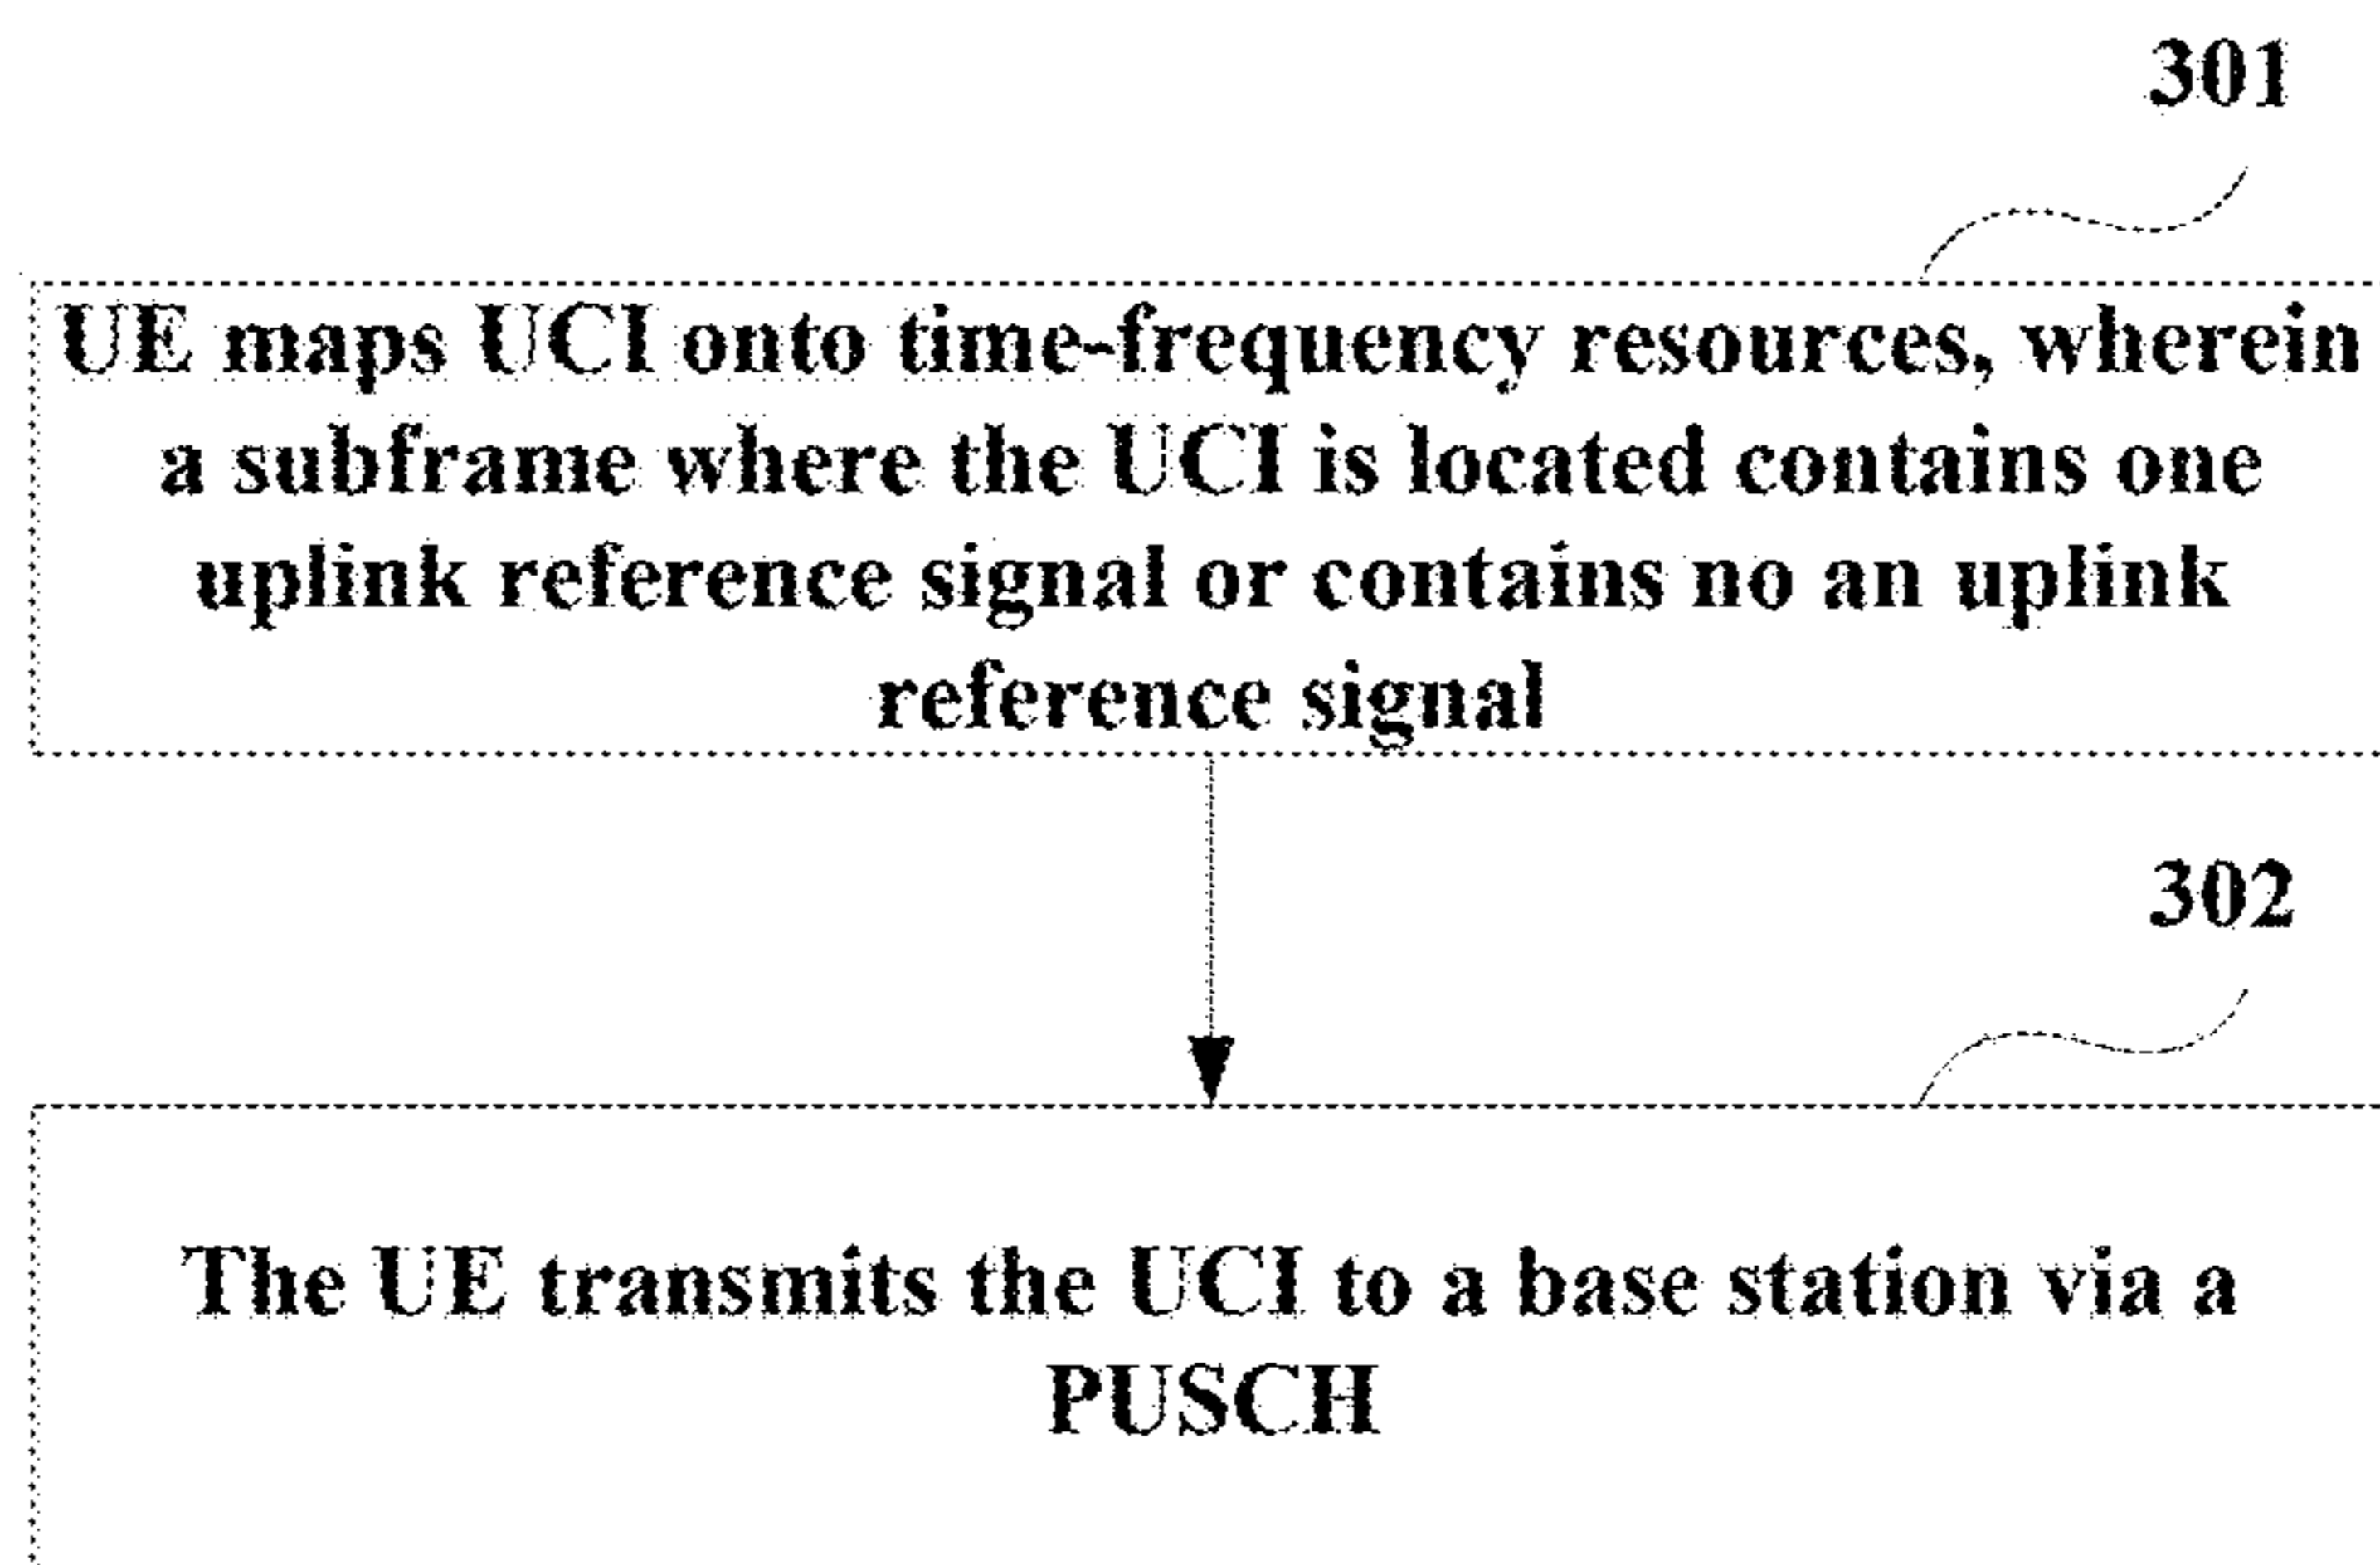 301
UE maps UCI onto time-frequency resources, wherein
a subframe where the UCI is located contains one
uplink reference signal or contains no an uplink
reference signal
302
The UE transmits the UCI to a base station via a
PUSCH